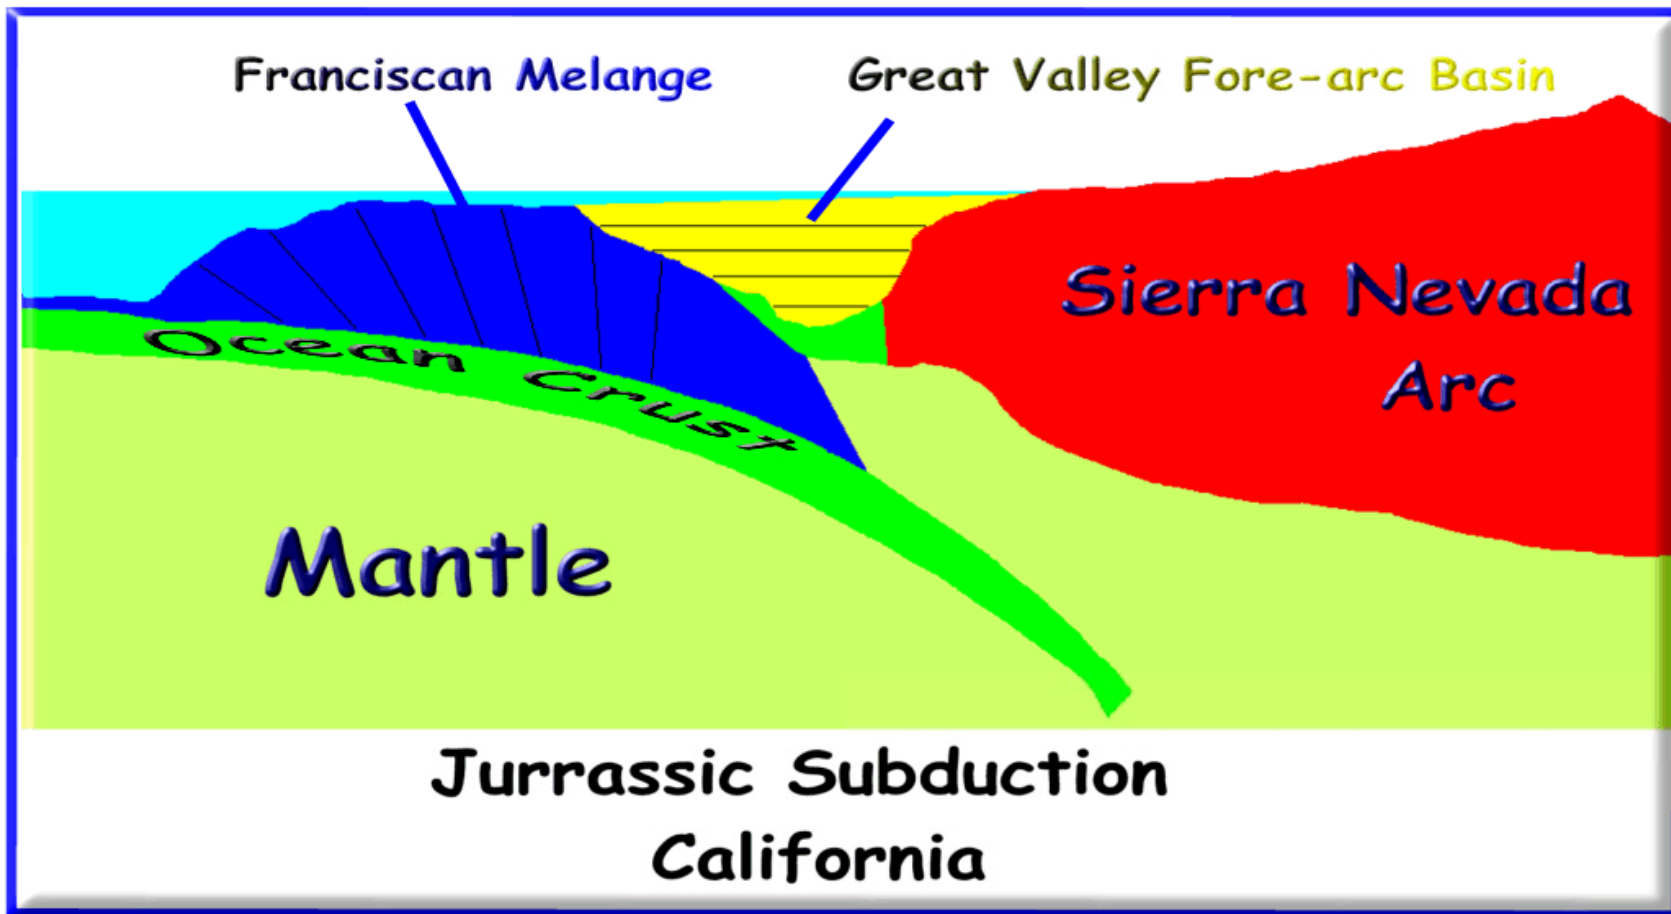 Franciscan Melange
Great Valley Fore-arc Basin
Sierra Nevada
Arc
Ocean Crust
Mantle
Jurrassic Subduction
California